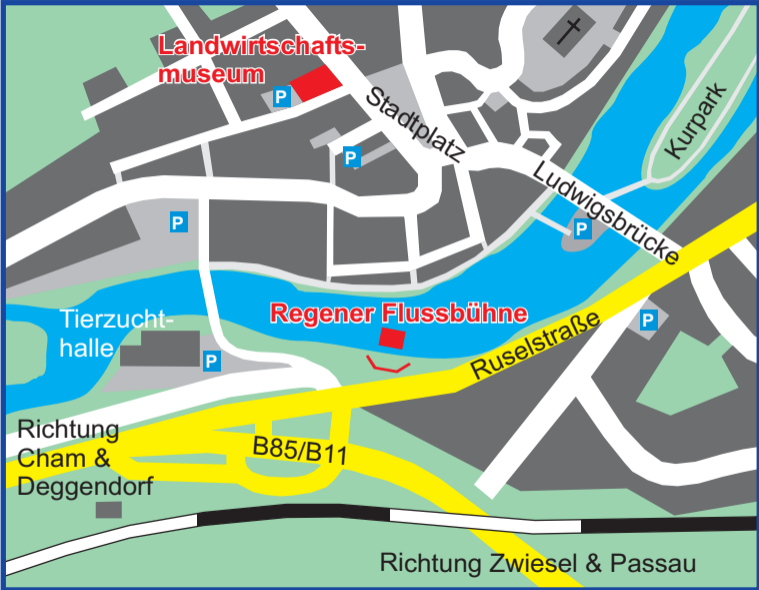 Landwirtschafts-
museum
P
Stadtplatz
P
Kurpark
Ludwigsbrücke
P
P
Regener Flussbühne
Tierzucht-
halle
P
P
Ruselstraße
Richtung
Cham &
Deggendorf
B85/B11
Richtung Zwiesel & Passau